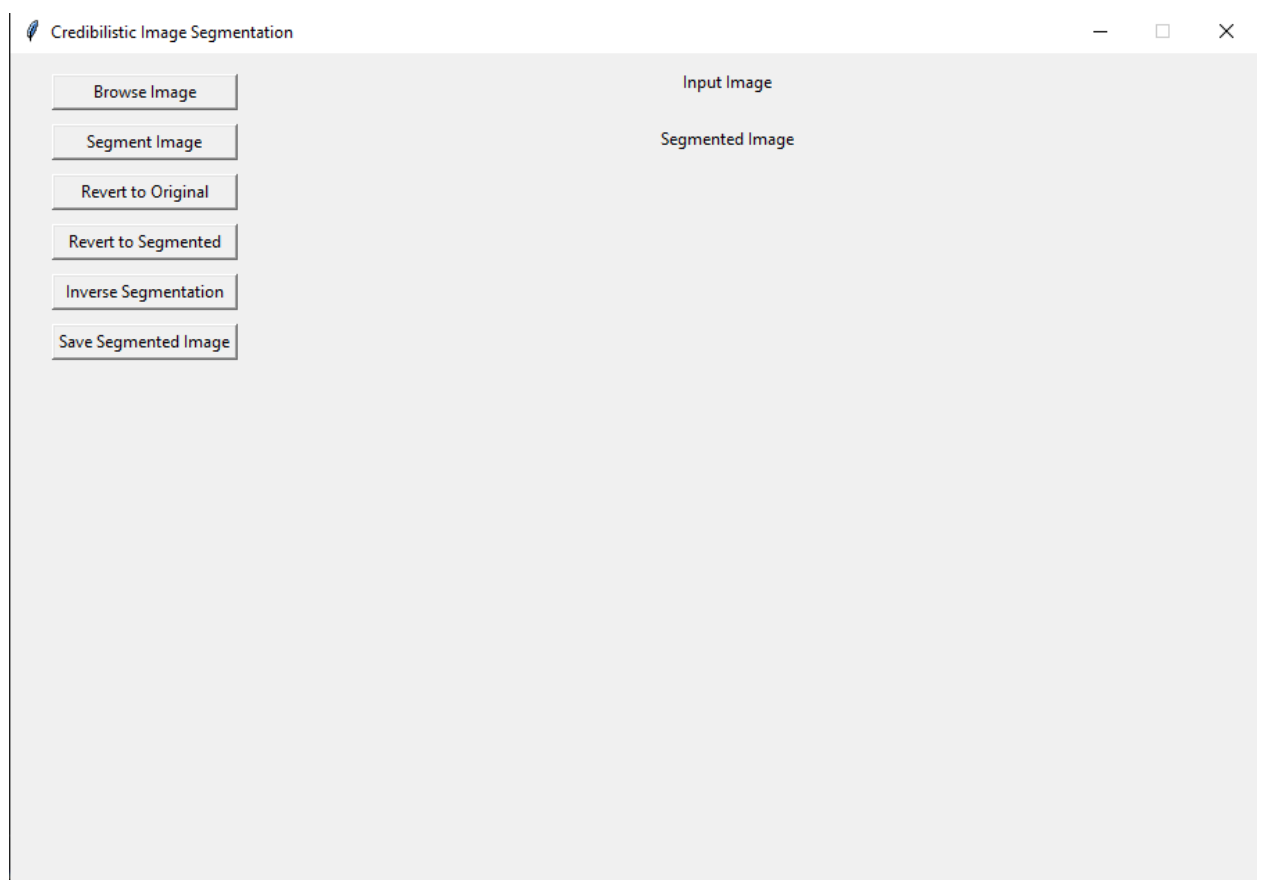 Credibilistic Image Segmentation
Browse Image
Segment Image
Revert to Original
Revert to Segmented
Inverse Segmentation
Save Segmented Image
Input Image
Segmented Image